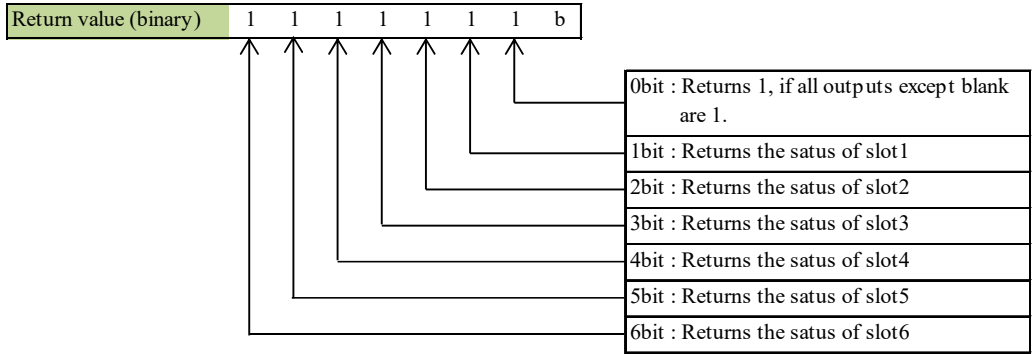 Return value (binary) 1 1 1 1 1 1 1 b
0bit : Returns 1, if all outputs except blank
are 1.
1bit : Returns the satus of slot1
2bit : Returns the satus of slot2
3bit : Returns the satus of slot3
4bit : Returns the satus of slot4
5bit : Returns the satus of slot5
6bit : Returns the satus of slot6